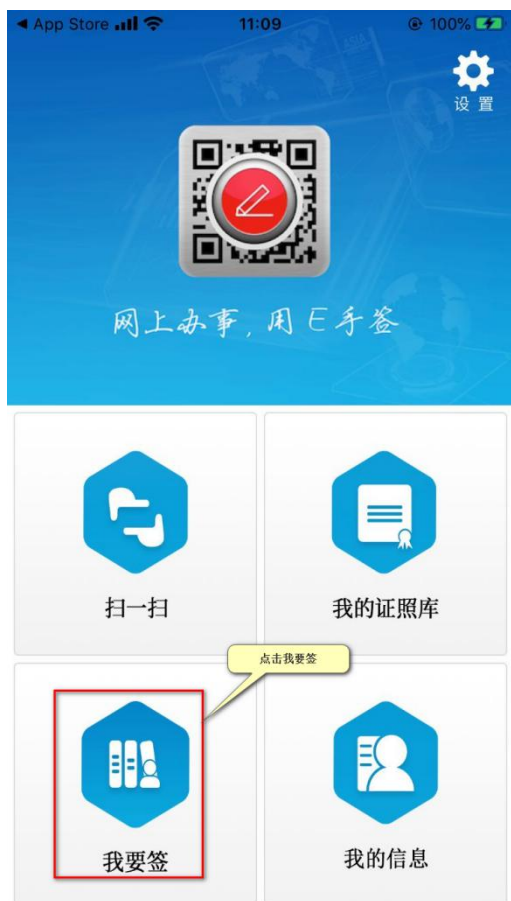 App Store
11:09
100%
设 置
网上办事, 用E手签
扫一扫
我的证照库
点击我要签
我要签
我的信息